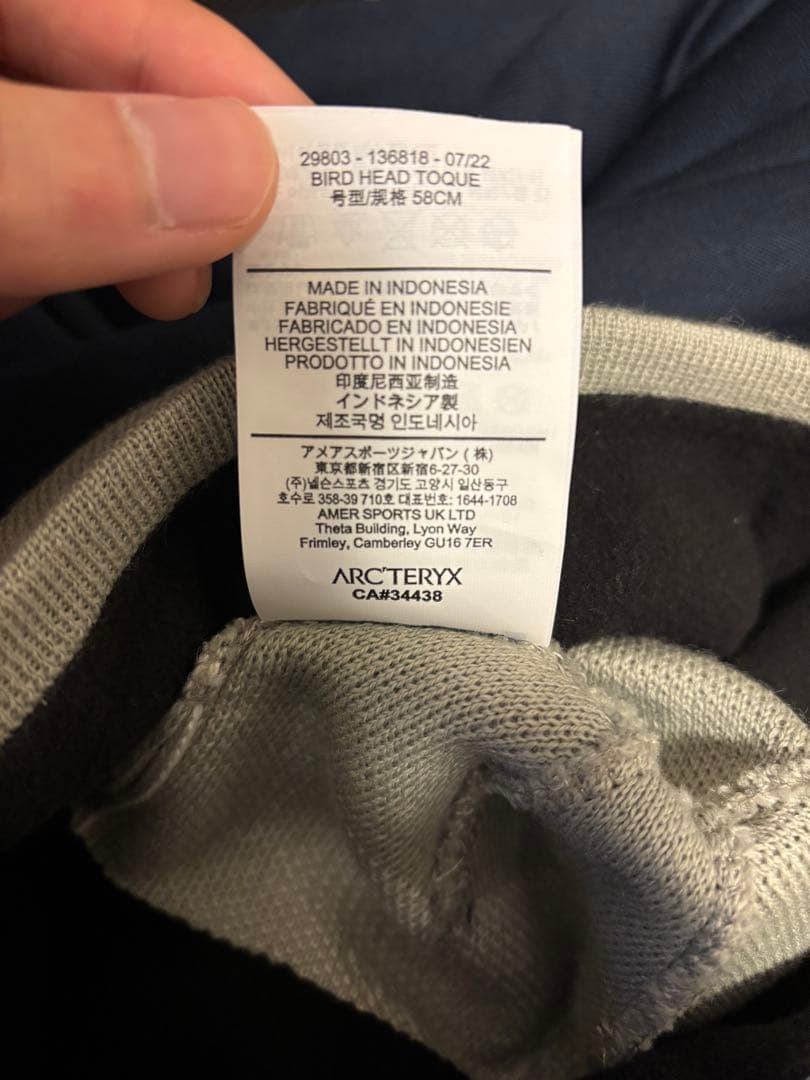 29803 - 136818 - 07/22
BIRD HEAD TOQUE
号型/规格 58CM
MADE IN INDONESIA
FABRIQUÉ EN INDONESIE
FABRICADO EN INDONESIA
HERGESTELLT IN INDONESIEN
PRODOTTO IN INDONESIA
印度尼西亚制造
インドネシア製
제조국명 인도네시아
アメアスポーツジャパン (株)
東京都新宿区新宿6-27-30
(주)넬슨스포츠 경기도 고양시 일산동구
호수로 358-39 710호 대표번호: 1644-1708
AMER SPORTS UK LTD
Theta Building, Lyon Way
Frimley, Camberley GU16 7ER
ARC'TERYX
CA#34438